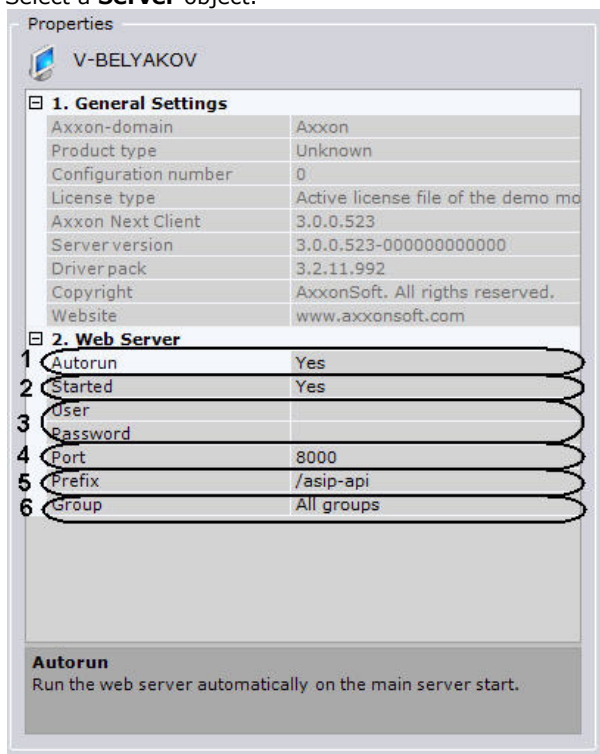 Select a Server object.
Properties
V-BELYAKOV
1. General Settings
Axxon-domain Axxon
Product type Unknown
Configuration number 0
License type Active license file of the demo mo
Axxon Next Client 3.0.0.523
Server version 3.0.0.523-000000000000
Driver pack 3.2.11.992
Copyright AxxonSoft. All rigths reserved.
Website www.axxonsoft.com
2. Web Server
1 Autorun Yes
2 Started Yes
3 User
Password
4 Port 8000
5 Prefix /asip-api
6 Group All groups
Autorun
Run the web server automatically on the main server start.